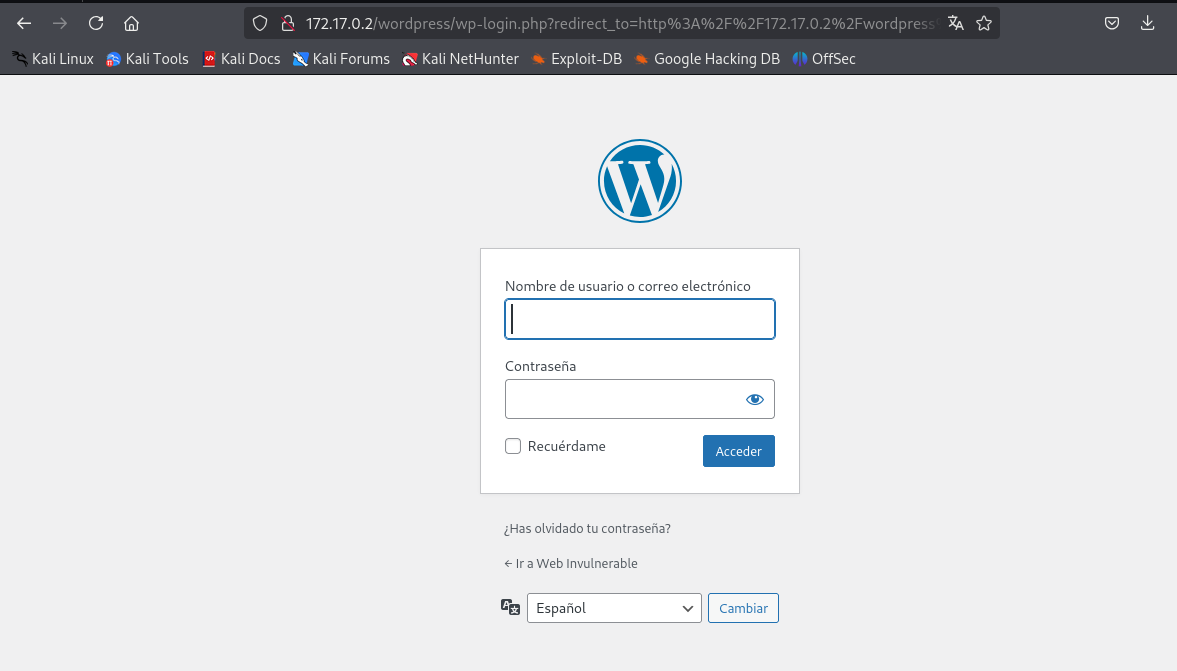 172.17.0.2/wordpress/wp-login.php?redirect_to=http%3A%2F%2F172.17.0.2%2Fwordpress
Kali Linux Kali Tools Kali Docs Kali Forums Kali NetHunter Exploit-DB Google Hacking DB OffSec
Nombre de usuario o correo electrónico
Contraseña
Recuérdame Acceder
¿Has olvidado tu contraseña?
← Ir a Web Invulnerable
Español Cambiar